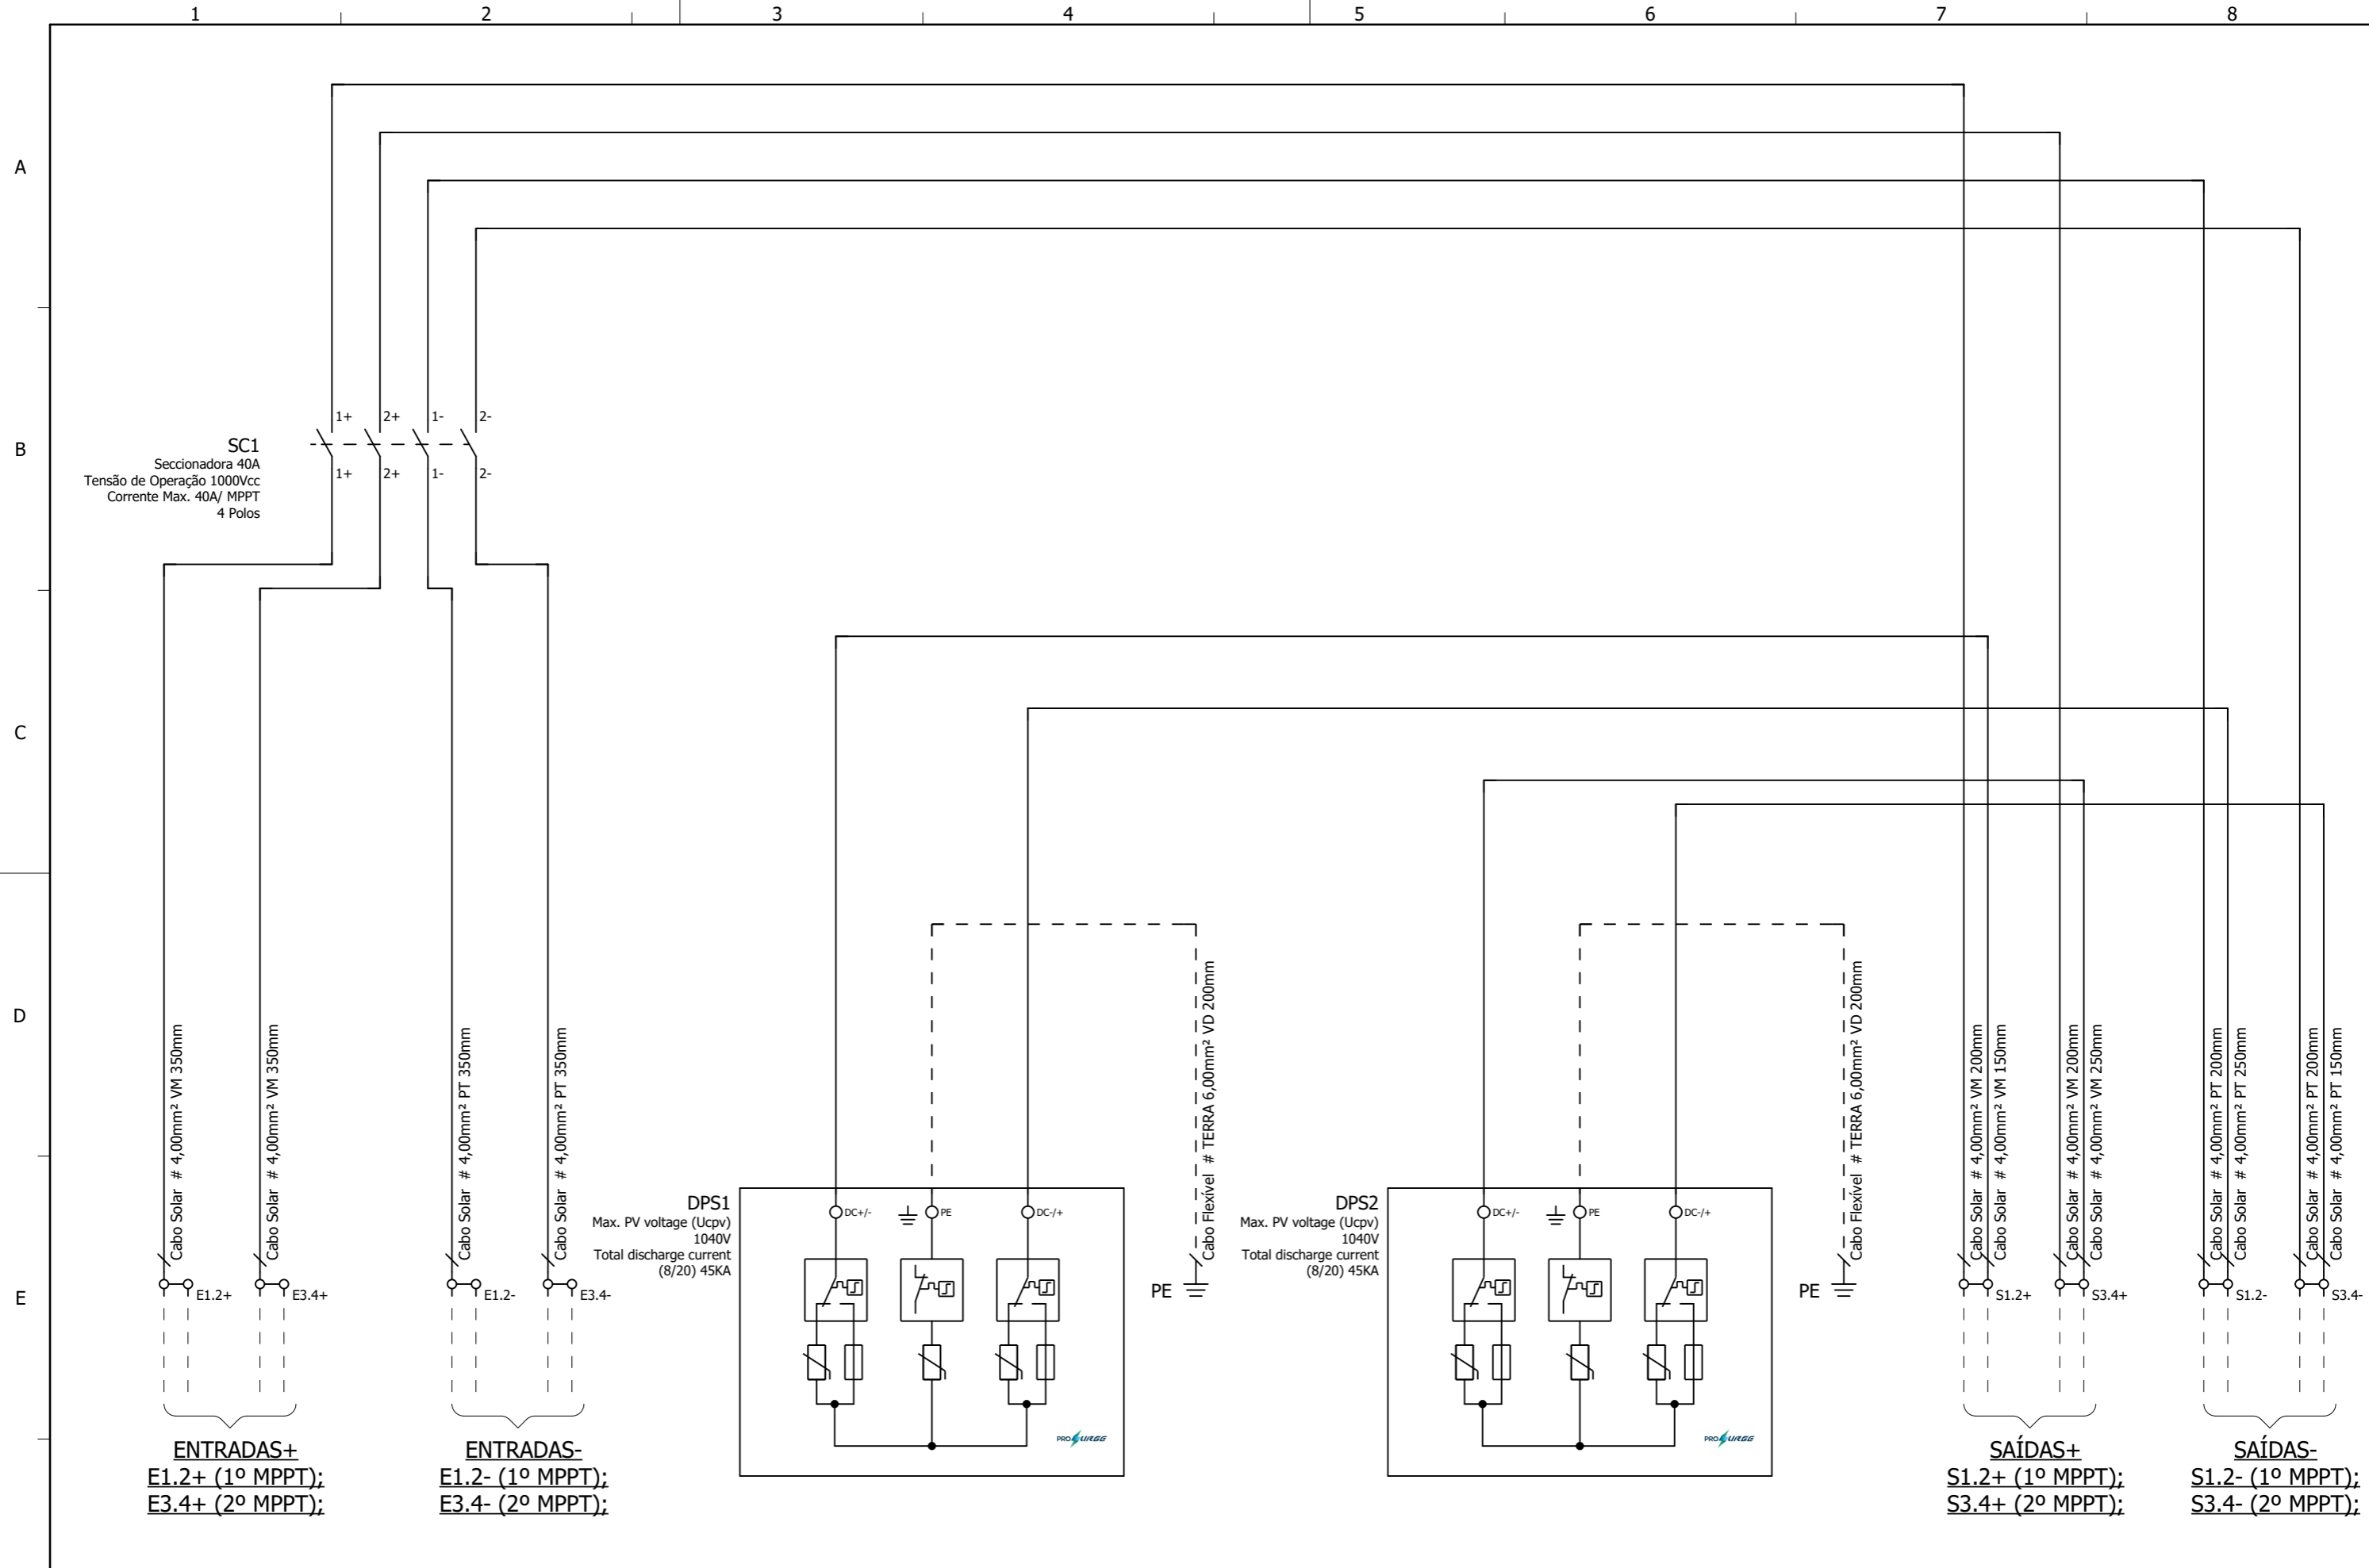 1 2 3 4 5 6 7 8
A
B
C
D
E
1+ 2+ 1- 2-
SC1
Seccionadora 40A
Tensão de Operação 1000Vcc
Corrente Max. 40A/ MPPT
4 Polos
1+ 2+ 1- 2-
Cabo Solar # 4,00mm² VM 350mm
Cabo Solar # 4,00mm² VM 350mm
Cabo Solar # 4,00mm² PT 350mm
Cabo Solar # 4,00mm² PT 350mm
E1.2+
E3.4+
E1.2-
E3.4-
ENTRADAS+
E1.2+ (1º MPPT);
E3.4+ (2º MPPT);
ENTRADAS-
E1.2- (1º MPPT);
E3.4- (2º MPPT);
DPS1
Max. PV voltage (Ucpv)
1040V
Total discharge current
(8/20) 45KA
DC+/-
PE
DC-/+
PROSURGE
Cabo Flexível # TERRA 6,00mm² VD 200mm
PE
DPS2
Max. PV voltage (Ucpv)
1040V
Total discharge current
(8/20) 45KA
DC+/-
PE
DC-/+
PROSURGE
Cabo Flexível # TERRA 6,00mm² VD 200mm
PE
Cabo Solar # 4,00mm² VM 200mm
Cabo Solar # 4,00mm² VM 150mm
Cabo Solar # 4,00mm² VM 200mm
Cabo Solar # 4,00mm² VM 250mm
Cabo Solar # 4,00mm² PT 200mm
Cabo Solar # 4,00mm² PT 250mm
Cabo Solar # 4,00mm² PT 200mm
Cabo Solar # 4,00mm² PT 150mm
S1.2+
S3.4+
S1.2-
S3.4-
SAÍDAS+
S1.2+ (1º MPPT);
S3.4+ (2º MPPT);
SAÍDAS-
S1.2- (1º MPPT);
S3.4- (2º MPPT);